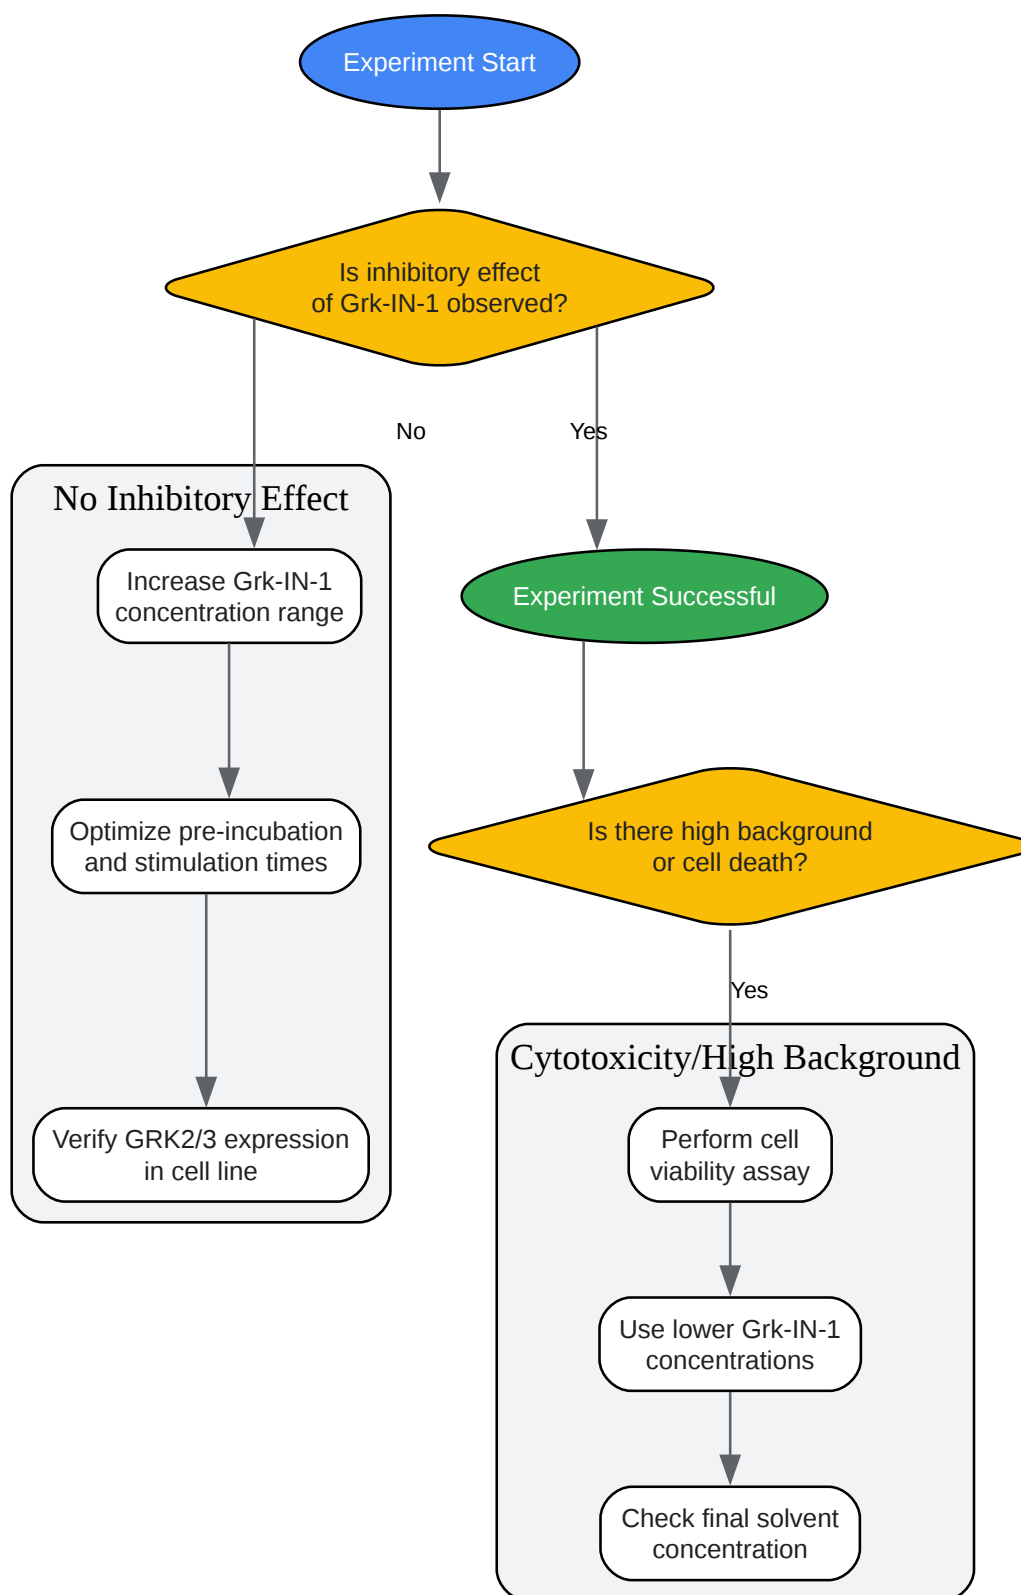 Experiment Start
Is inhibitory effect
of Grk-IN-1 observed?
No
Yes
No Inhibitory Effect
Increase Grk-IN-1
concentration range
Optimize pre-incubation
and stimulation times
Verify GRK2/3 expression
in cell line
Experiment Successful
Is there high background
or cell death?
Yes
Cytotoxicity/High Background
Perform cell
viability assay
Use lower Grk-IN-1
concentrations
Check final solvent
concentration